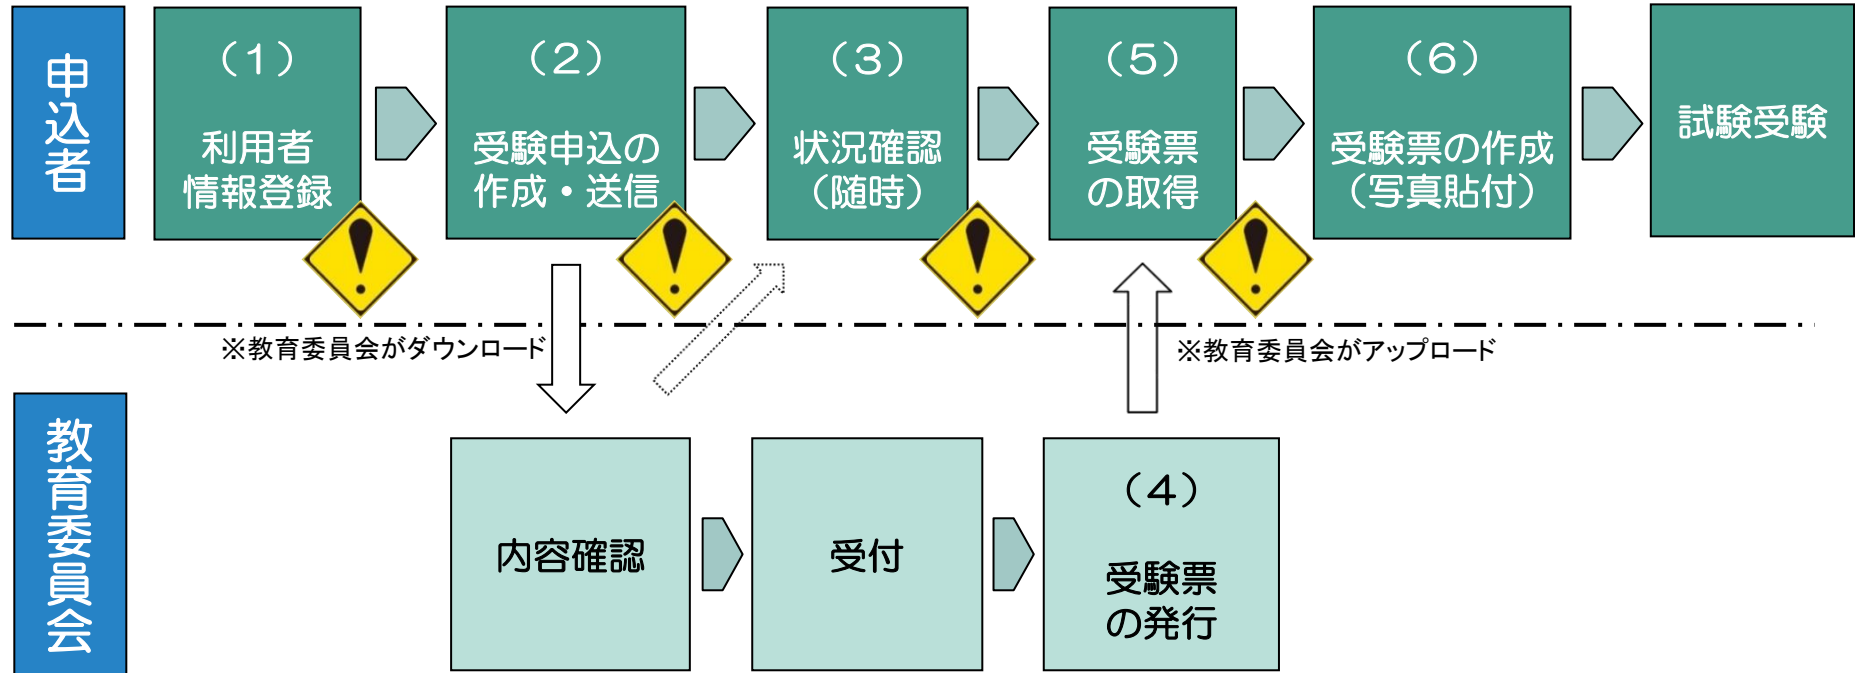 申込者
（1）
利用者
情報登録
（2）
受験申込の
作成・送信
（3）
状況確認
（随時）
（5）
受験票
の取得
（6）
受験票の作成
（写真貼付）
試験受験
※教育委員会がダウンロード
※教育委員会がアップロード
教育委員会
内容確認
受付
（4）
受験票
の発行